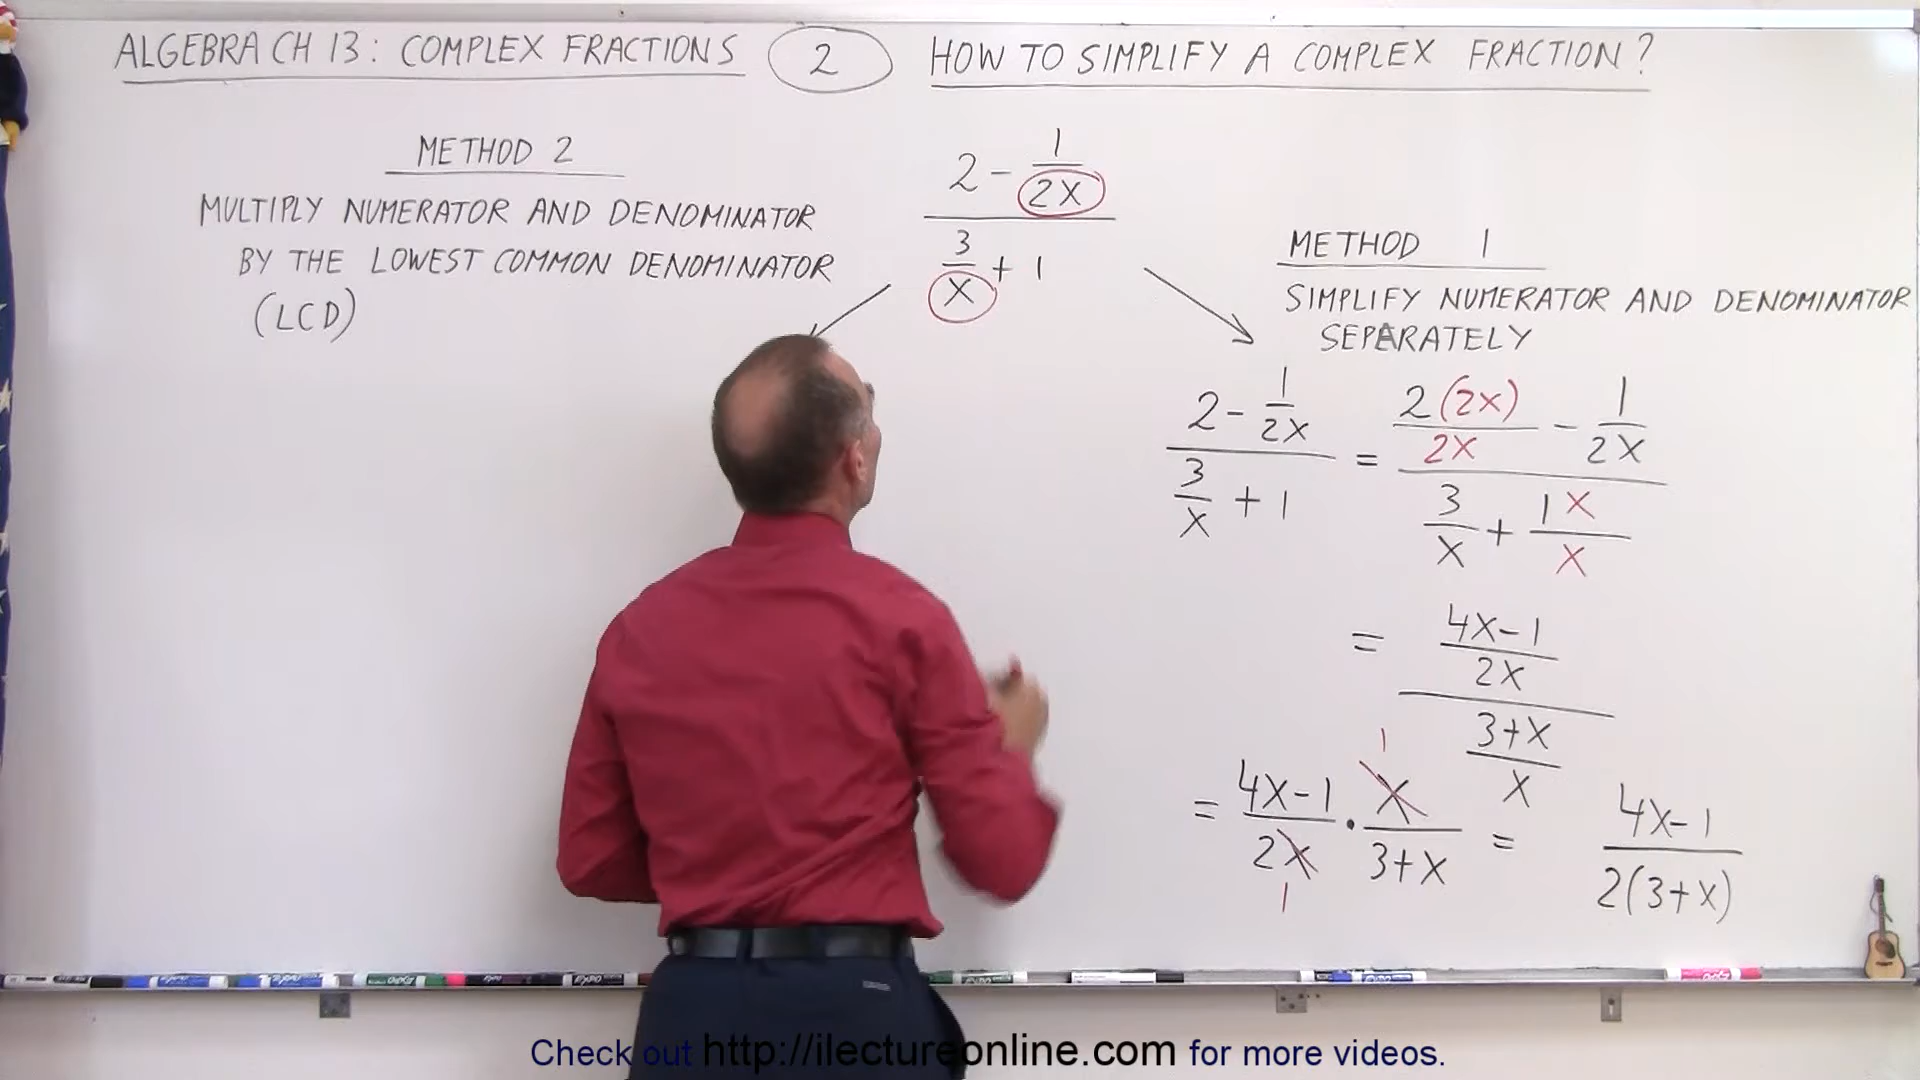 ALGEBRA CH 13: COMPLEX FRACTIONS 2 HOW TO SIMPLIFY A COMPLEX FRACTION?
METHOD 2
MULTIPLY NUMERATOR AND DENOMINATOR
BY THE LOWEST COMMON DENOMINATOR
(LCD)
2 - 1
2X
3
X + 1
METHOD 1
SIMPLIFY NUMERATOR AND DENOMINATOR
SEPARATELY
2 - 1/2X = 2(2X)/2X - 1/2X
3/X + 1 3/X + 1X/X
= 4X-1
2X
3+X
X
= 4X-1/2X · X/3+X = 4X-1/2(3+X)
1 1
Check out http://ilectureonline.com for more videos.